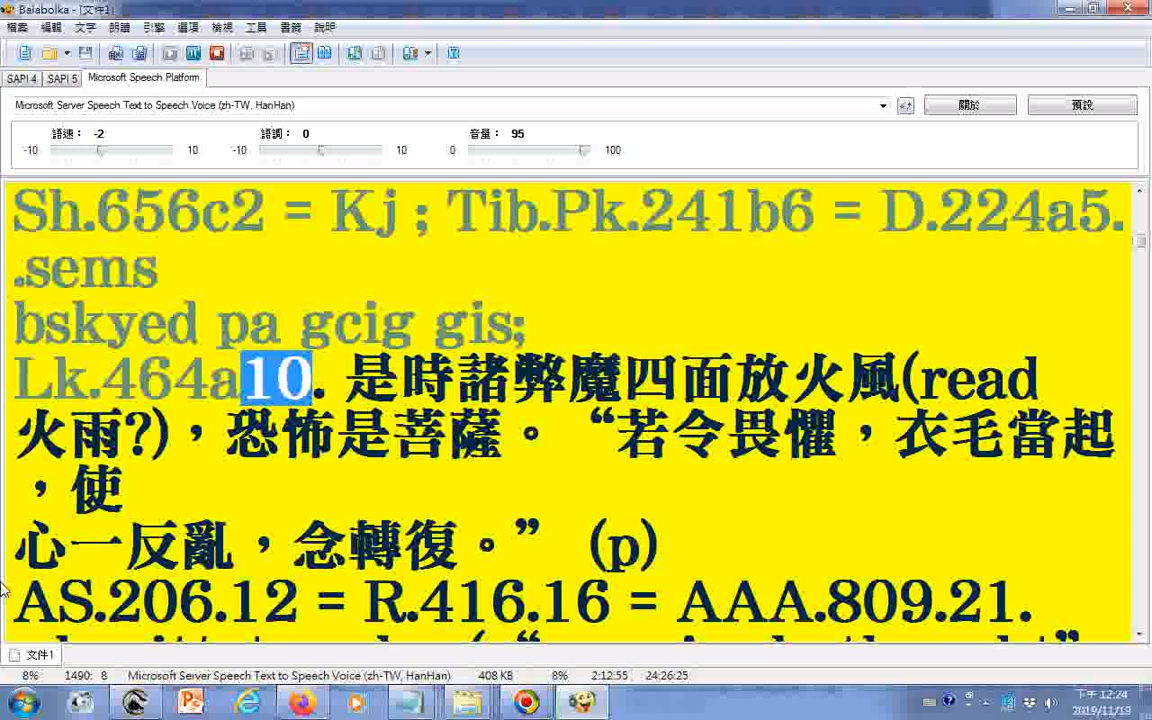 Balabolka - [文件1]
檔案 編輯 文字 朗讀 引擎 選項 檢視 工具 書籤 說明
SAPI 4 SAPI 5 Microsoft Speech Platform
Microsoft Server Speech Text to Speech Voice (zh-TW, HanHan) 關於 預設
語速： -2 語調： 0 音量： 95
-10 10 -10 10 0 100
Sh.656c2 = Kj ; Tib.Pk.241b6 = D.224a5.
.sems
bskyed pa gcig gis;
Lk.464a10. 是時諸弊魔四面放火風(read
火雨?)，恐怖是菩薩。“若令畏懼，衣毛當起
，使
心一反亂，念轉復。” (p)
AS.206.12 = R.416.16 = AAA.809.21.
文件1
8% 1490: 8 Microsoft Server Speech Text to Speech Voice (zh-TW, HanHan) 408 KB 8% 2:12:55 24:26:25
下午 12:24
2019/11/19